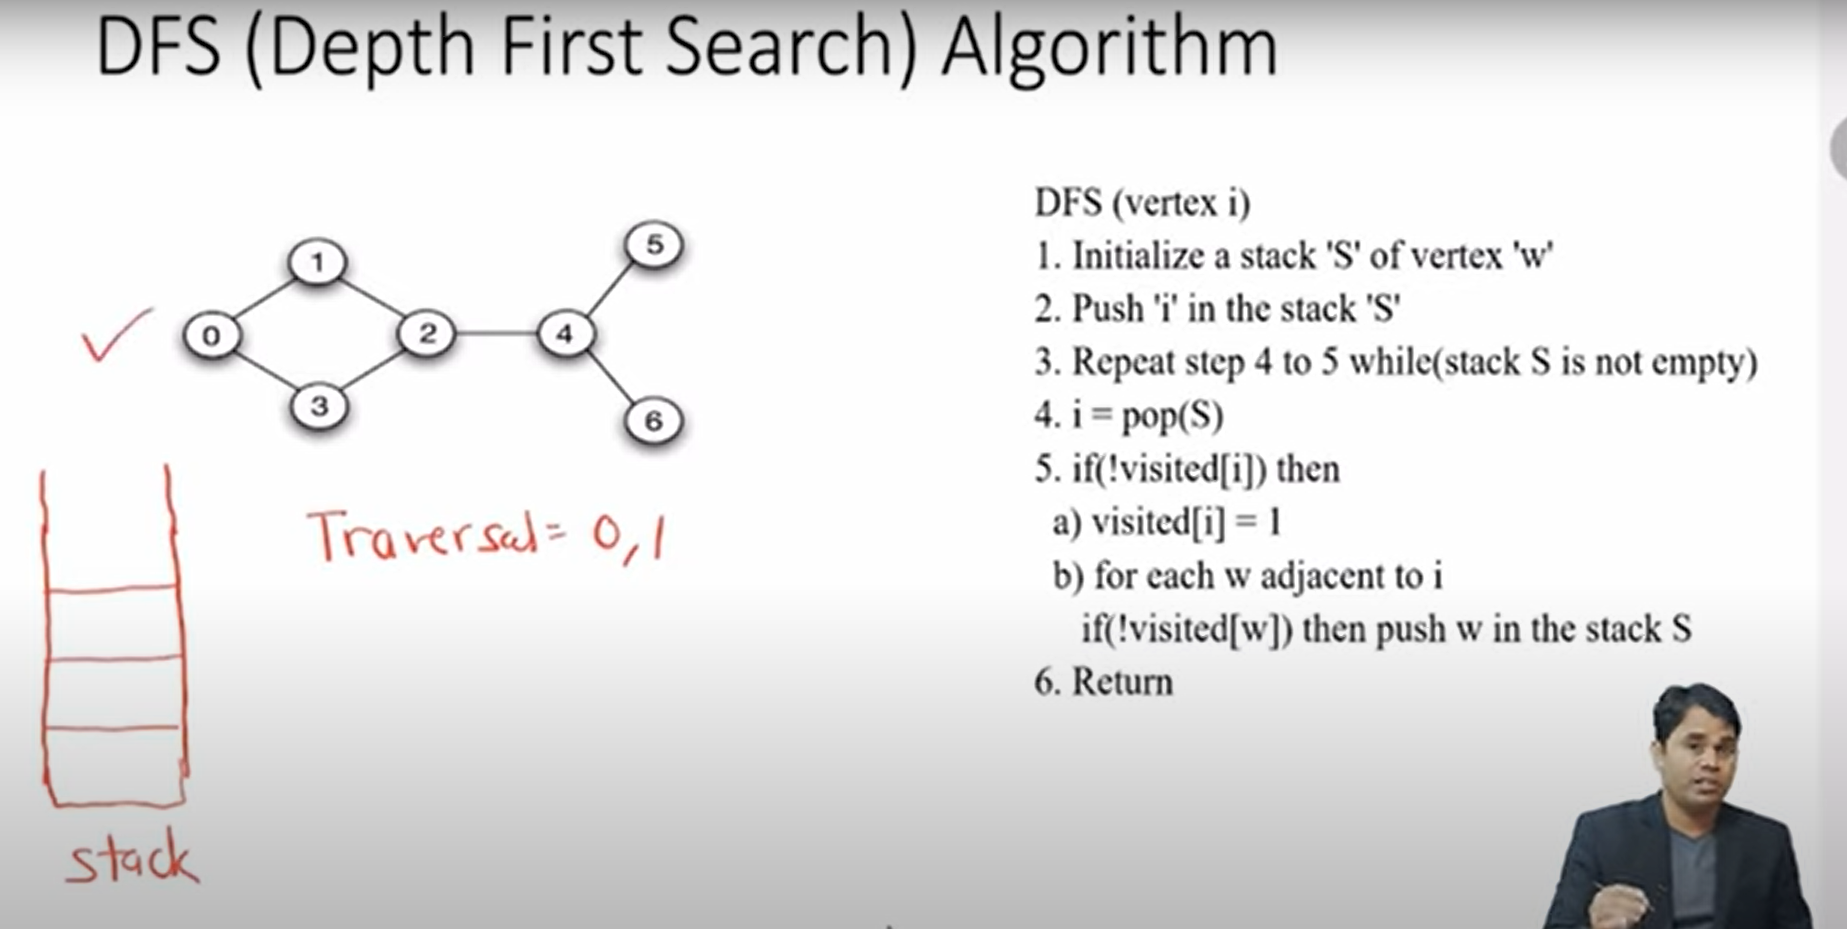 DFS (Depth First Search) Algorithm
1
5
0
2
4
3
6
Traversal= 0,1
stack
DFS (vertex i)
1. Initialize a stack 'S' of vertex 'w'
2. Push 'i' in the stack 'S'
3. Repeat step 4 to 5 while(stack S is not empty)
4. i = pop(S)
5. if(!visited[i]) then
a) visited[i] = 1
b) for each w adjacent to i
if(!visited[w]) then push w in the stack S
6. Return